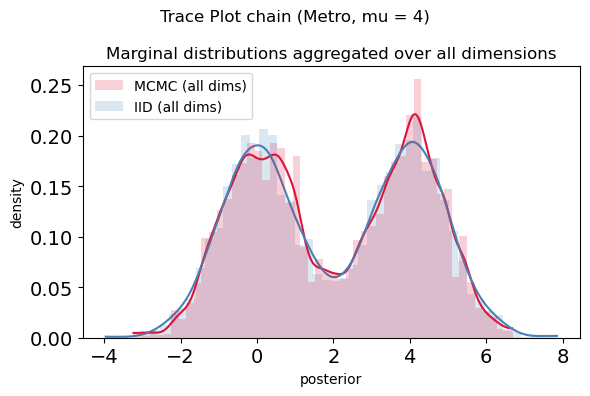 Trace Plot chain (Metro, mu = 4)
Marginal distributions aggregated over all dimensions
MCMC (all dims)
IID (all dims)
0.25
0.20
0.15
0.10
0.05
0.00
density
−4 −2 0 2 4 6 8
posterior